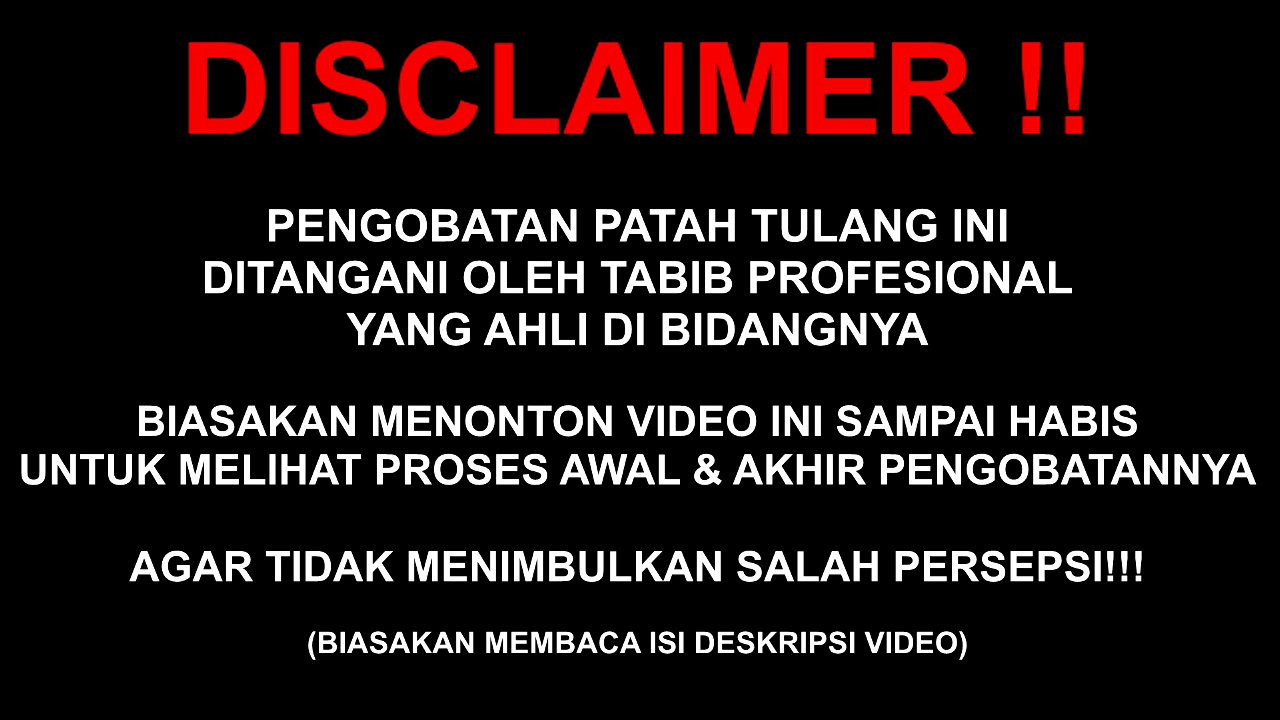 DISCLAIMER !!
PENGOBATAN PATAH TULANG INI
DITANGANI OLEH TABIB PROFESIONAL
YANG AHLI DI BIDANGNYA
BIASAKAN MENONTON VIDEO INI SAMPAI HABIS
UNTUK MELIHAT PROSES AWAL & AKHIR PENGOBATANNYA
AGAR TIDAK MENIMBULKAN SALAH PERSEPSI!!!
(BIASAKAN MEMBACA ISI DESKRIPSI VIDEO)